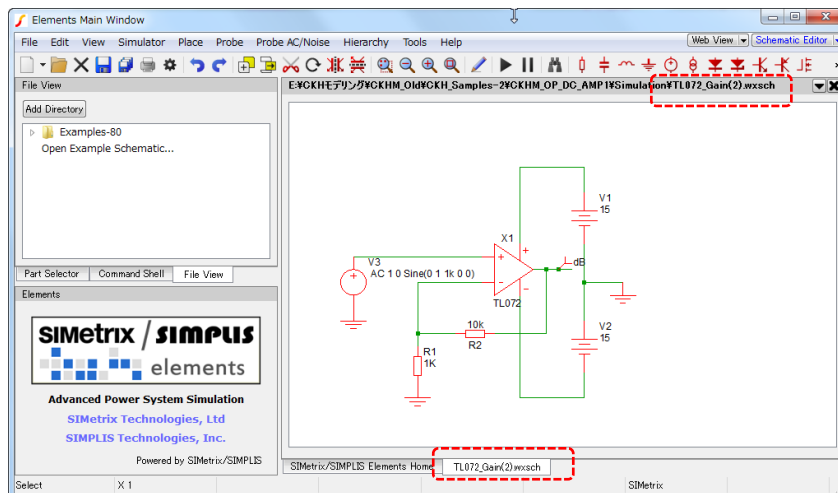 Elements Main Window
File Edit View Simulator Place Probe Probe AC/Noise Hierarchy Tools Help
Web View Schematic Editor
File View
E:¥CKHモデリング¥CKHM_Old¥CKH_Samples-2¥CKHM_OP_DC_AMP1¥Simulation¥TL072_Gain(2).wxsch
Add Directory
Examples-80
Open Example Schematic...
V1
15
X1
V3
AC 1 0 Sine(0 1 1k 0 0)
dB
TL072
10k
R2
V2
15
R1
1K
Part Selector Command Shell File View
Elements
SIMetrix / SIMPLIS
elements
Advanced Power System Simulation
SIMetrix Technologies, Ltd
SIMPLIS Technologies, Inc.
Powered by SIMetrix/SIMPLIS
SIMetrix/SIMPLIS Elements Home TL072_Gain(2).wxsch
Select X 1 SIMetrix